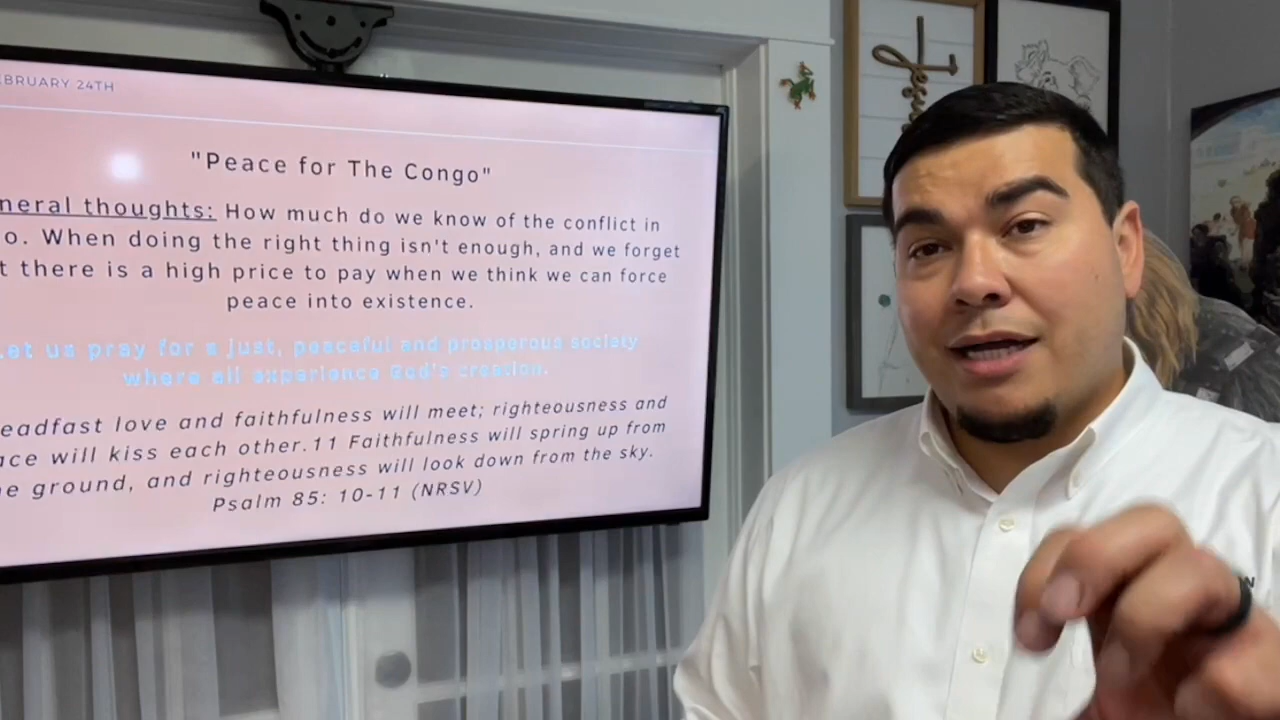 EBRUARY 24TH
"Peace for The Congo"
neral thoughts: How much do we know of the conflict in
o. When doing the right thing isn't enough, and we forget
t there is a high price to pay when we think we can force
peace into existence.
Let us pray for a just, peaceful and prosperous society
where all experience God's creation.
eadfast love and faithfulness will meet; righteousness and
ace will kiss each other.11 Faithfulness will spring up from
e ground, and righteousness will look down from the sky.
Psalm 85: 10-11 (NRSV)
N